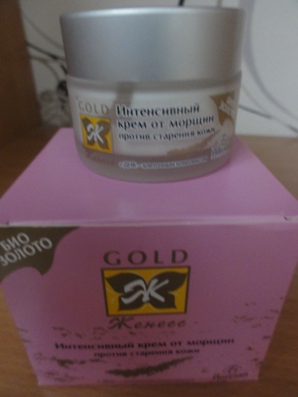 GOLD
Интенсивный
крем от морщин
против старения кожи
БИО
ЗОЛОТО
GOLD
Ж
Женесс
Интенсивный крем от морщин
против старения кожи